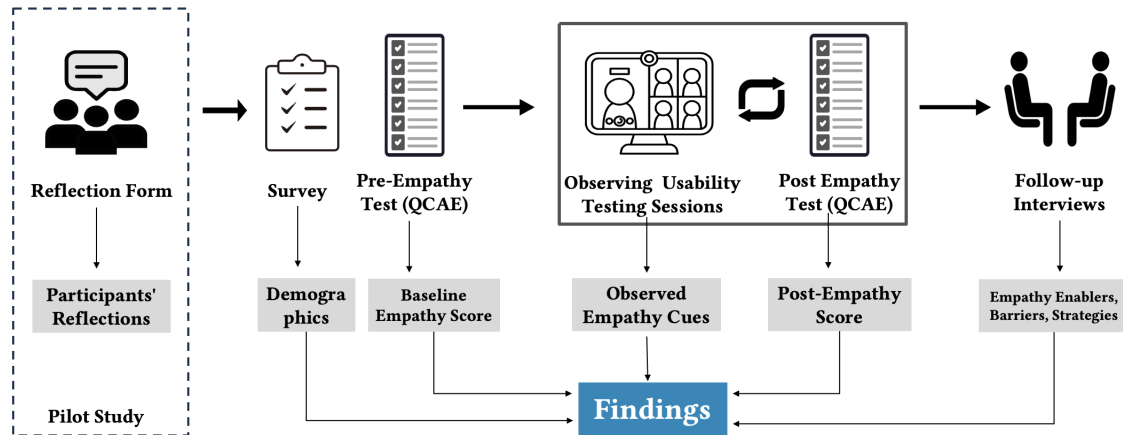 Reflection Form
Survey
Pre-Empathy
Test (QCAE)
Observing Usability
Testing Sessions
Post Empathy
Test (QCAE)
Follow-up
Interviews
Participants'
Reflections
Demogra
phics
Baseline
Empathy Score
Observed
Empathy Cues
Post-Empathy
Score
Empathy Enablers,
Barriers, Strategies
Pilot Study
Findings